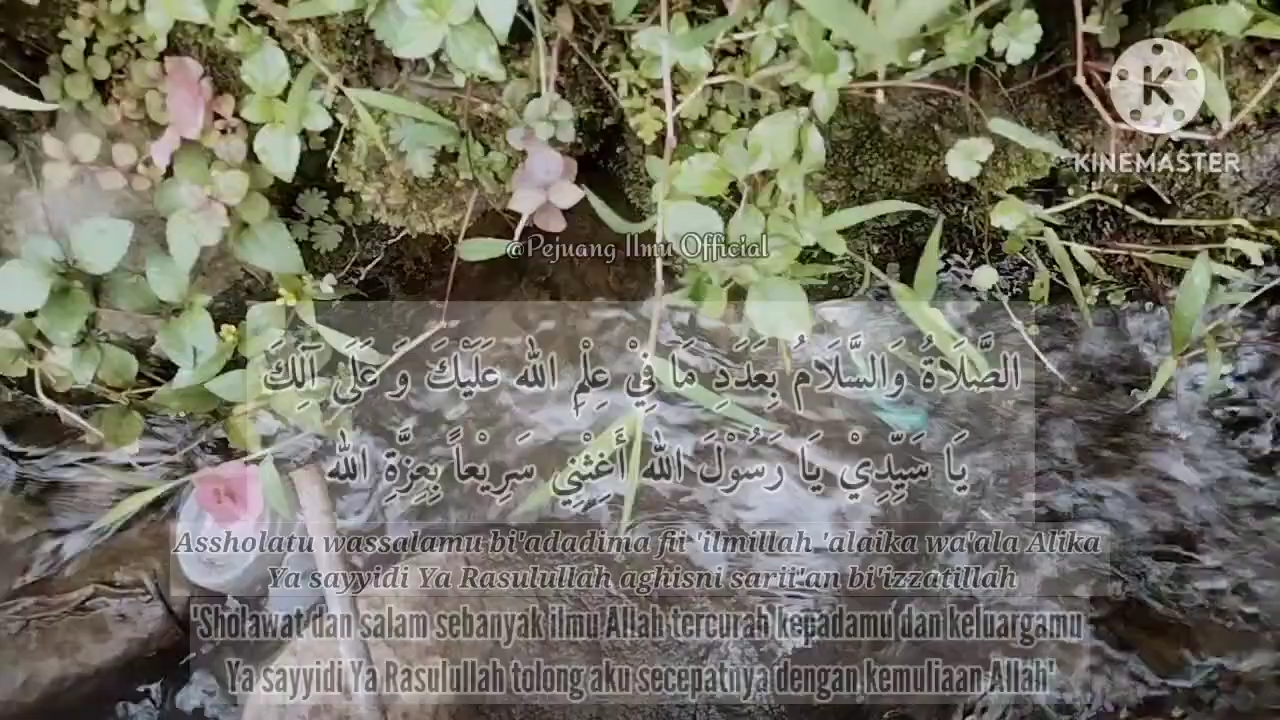 KINEMASTER
@Pejuang Ilmu Official
الصَّلَاةُ وَالسَّلَامُ بِعَدَدِ مَا فِيْ عِلْمِ الله عَلَيْكَ وَ عَلَى آلِكَ
يَا سَيِّدِيْ يَا رَسُوْلَ الله أَغِثْنِي سَرِيْعاً بِعِزَّةِ الله
Assholatu wassalamu bi'adadima fii 'ilmillah 'alaika wa'ala Alika
Ya sayyidi Ya Rasulullah aghisni sarii'an bi'izzatillah
'Sholawat dan salam sebanyak ilmu Allah tercurah kepadamu dan keluargamu
Ya sayyidi Ya Rasulullah tolong aku secepatnya dengan kemuliaan Allah'